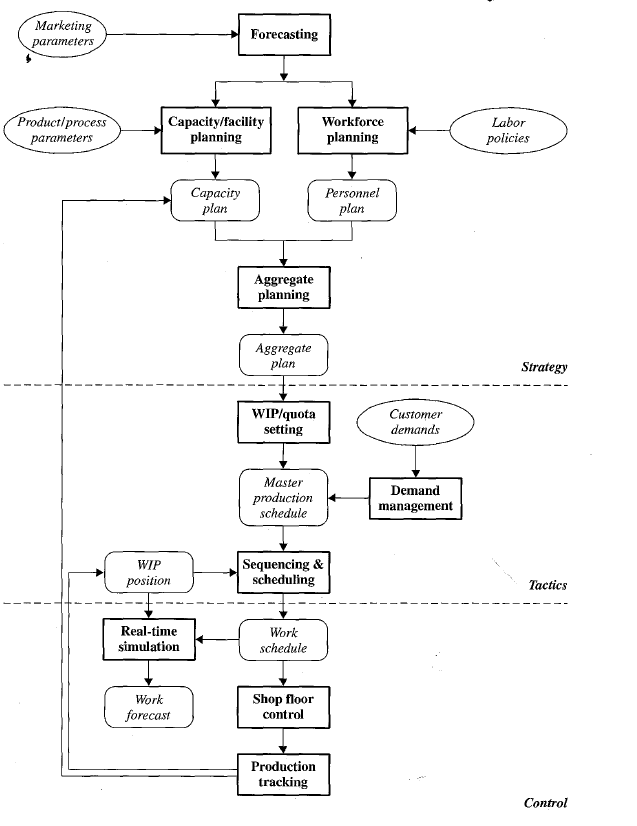 Marketing
parameters
Forecasting
Product/process
parameters
Capacity/facility
planning
Workforce
planning
Labor
policies
Capacity
plan
Personnel
plan
Aggregate
planning
Aggregate
plan
Strategy
WIP/quota
setting
Customer
demands
Master
production
schedule
Demand
management
WIP
position
Sequencing &
scheduling
Tactics
Real-time
simulation
Work
schedule
Work
forecast
Shop floor
control
Production
tracking
Control